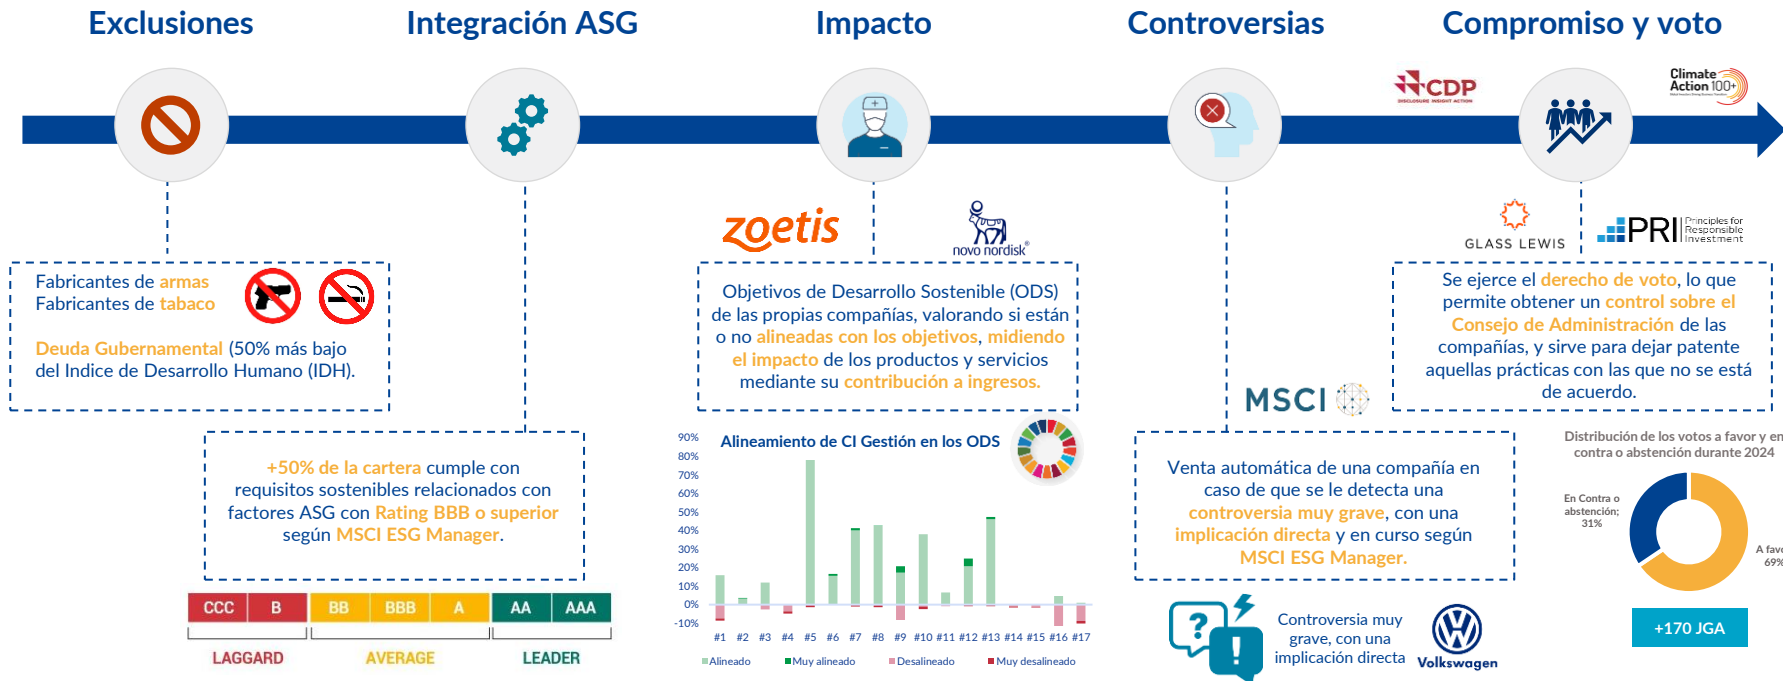 Exclusiones
Integración ASG
Impacto
Controversias
Compromiso y voto
CDP
DISCLOSURE INSIGHT ACTION
Climate
Action 100+
zoetis
novo nordisk®
GLASS LEWIS
PRI
Principles for
Responsible
Investment
Fabricantes de armas
Fabricantes de tabaco
Deuda Gubernamental (50% más bajo
del Indice de Desarrollo Humano (IDH).
+50% de la cartera cumple con
requisitos sostenibles relacionados con
factores ASG con Rating BBB o superior
según MSCI ESG Manager.
CCC B BB BBB A AA AAA
LAGGARD AVERAGE LEADER
Objetivos de Desarrollo Sostenible (ODS)
de las propias compañías, valorando si están
o no alineadas con los objetivos, midiendo
el impacto de los productos y servicios
mediante su contribución a ingresos.
Alineamiento de CI Gestión en los ODS
90%
80%
70%
60%
50%
40%
30%
20%
10%
0%
-10%
#1 #2 #3 #4 #5 #6 #7 #8 #9 #10 #11 #12 #13 #14 #15 #16 #17
Alineado Muy alineado Desalineado Muy desalineado
MSCI
Venta automática de una compañía en
caso de que se le detecta una
controversia muy grave, con una
implicación directa y en curso según
MSCI ESG Manager.
?
!
Controversia muy
grave, con una
implicación directa
Volkswagen
Se ejerce el derecho de voto, lo que
permite obtener un control sobre el
Consejo de Administración de las
compañías, y sirve para dejar patente
aquellas prácticas con las que no se está
de acuerdo.
Distribución de los votos a favor y en
contra o abstención durante 2024
En Contra o
abstención;
31%
A favo
69%
+170 JGA